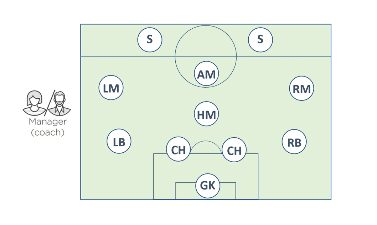 S S
AM
LM RM
HM
Manager
(coach)
LB RB
CH CH
GK